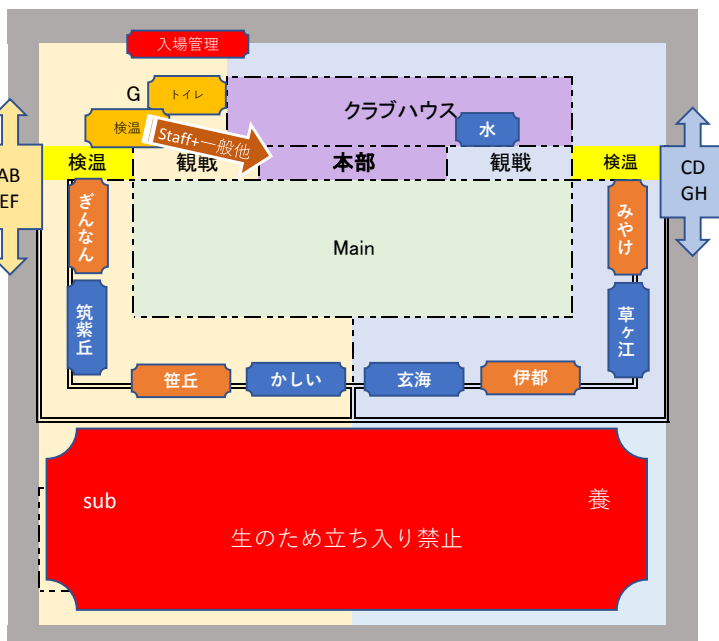 入場管理
G
トイレ
クラブハウス
検温
Staff+一般他
水
検温
観戦
本部
観戦
検温
AB
EF
CD
GH
ぎんなん
みやけ
Main
筑紫丘
草ヶ江
笹丘
かしい
玄海
伊都
sub
養
生のため立ち入り禁止